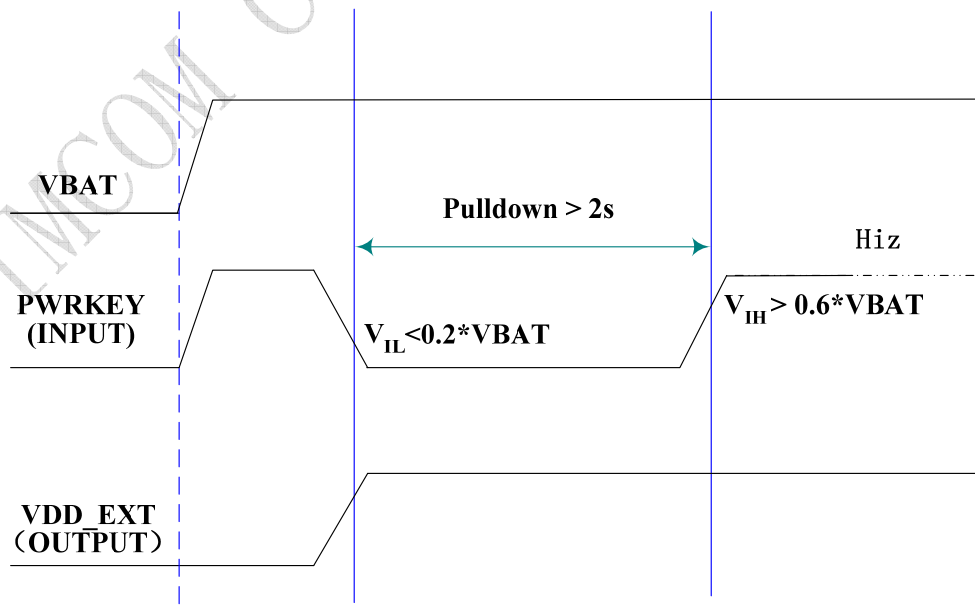 VBAT
Pulldown > 2s
Hiz
PWRKEY
(INPUT)
V_IL<0.2*VBAT
V_IH > 0.6*VBAT
VDD_EXT
（OUTPUT）